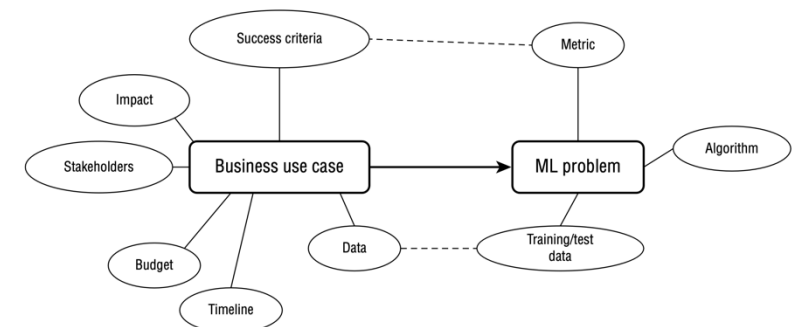 Success criteria
Metric
Impact
Algorithm
Stakeholders
Business use case
ML problem
Data
Training/test
data
Budget
Timeline